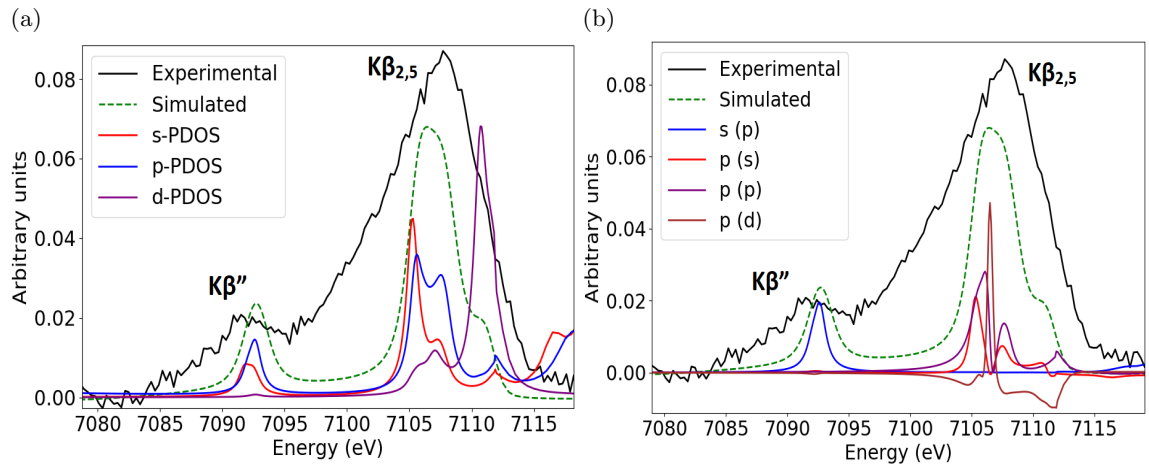 (a)
Arbitrary units
0.08
0.06
0.04
0.02
0.00
Experimental
Simulated
s-PDOS
p-PDOS
d-PDOS
Kβ"
Kβ2,5
7080 7085 7090 7095 7100 7105 7110 7115
Energy (eV)
(b)
Arbitrary units
0.08
0.06
0.04
0.02
0.00
Experimental
Simulated
s (p)
p (s)
p (p)
p (d)
Kβ"
Kβ2,5
7080 7085 7090 7095 7100 7105 7110 7115
Energy (eV)